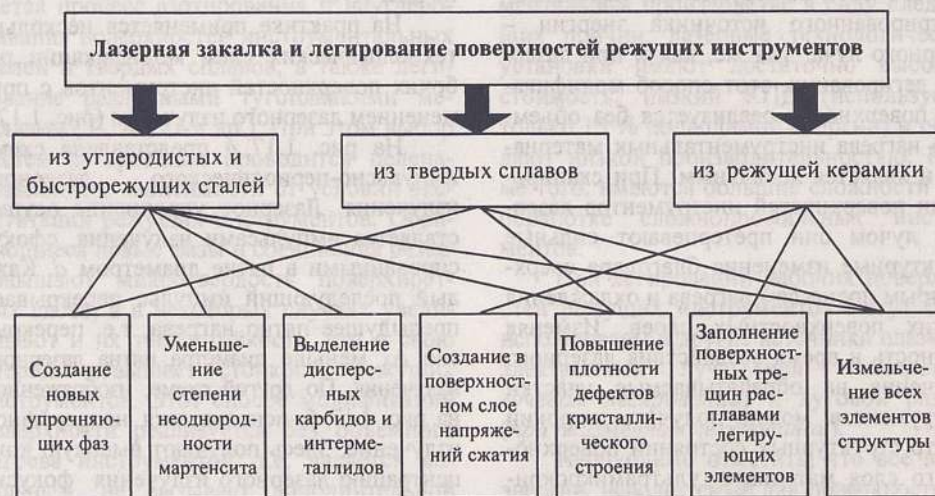 Лазерная закалка и легирование поверхностей режущих инструментов
из углеродистых и
быстрорежущих сталей
из твердых сплавов
из режущей керамики
Создание
новых
упрочняю-
щих фаз
Уменьше-
ние
степени
неоднород-
ности
мартенсита
Выделение
дисперс-
ных
карбидов и
интерме-
таллидов
Создание в
поверхност-
ном слое
напряже-
ний сжатия
Повышение
плотности
дефектов
кристалли-
ческого
строения
Заполнение
поверхност-
ных тре-
щин рас-
плавами
легиру-
ющих
элементов
Измельче-
ние всех
элементов
структуры